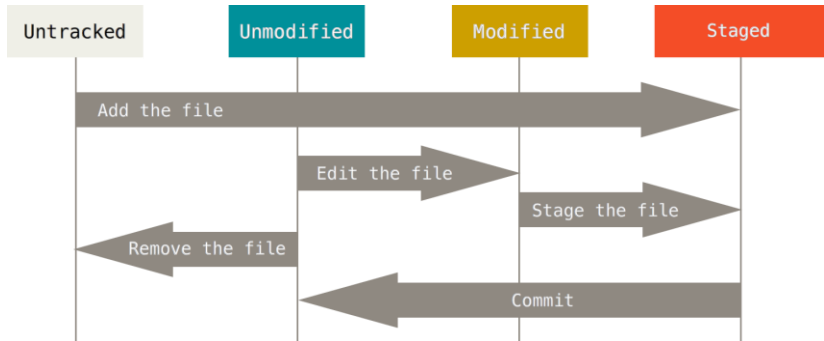 Untracked
Unmodified
Modified
Staged
Add the file
Edit the file
Stage the file
Remove the file
Commit